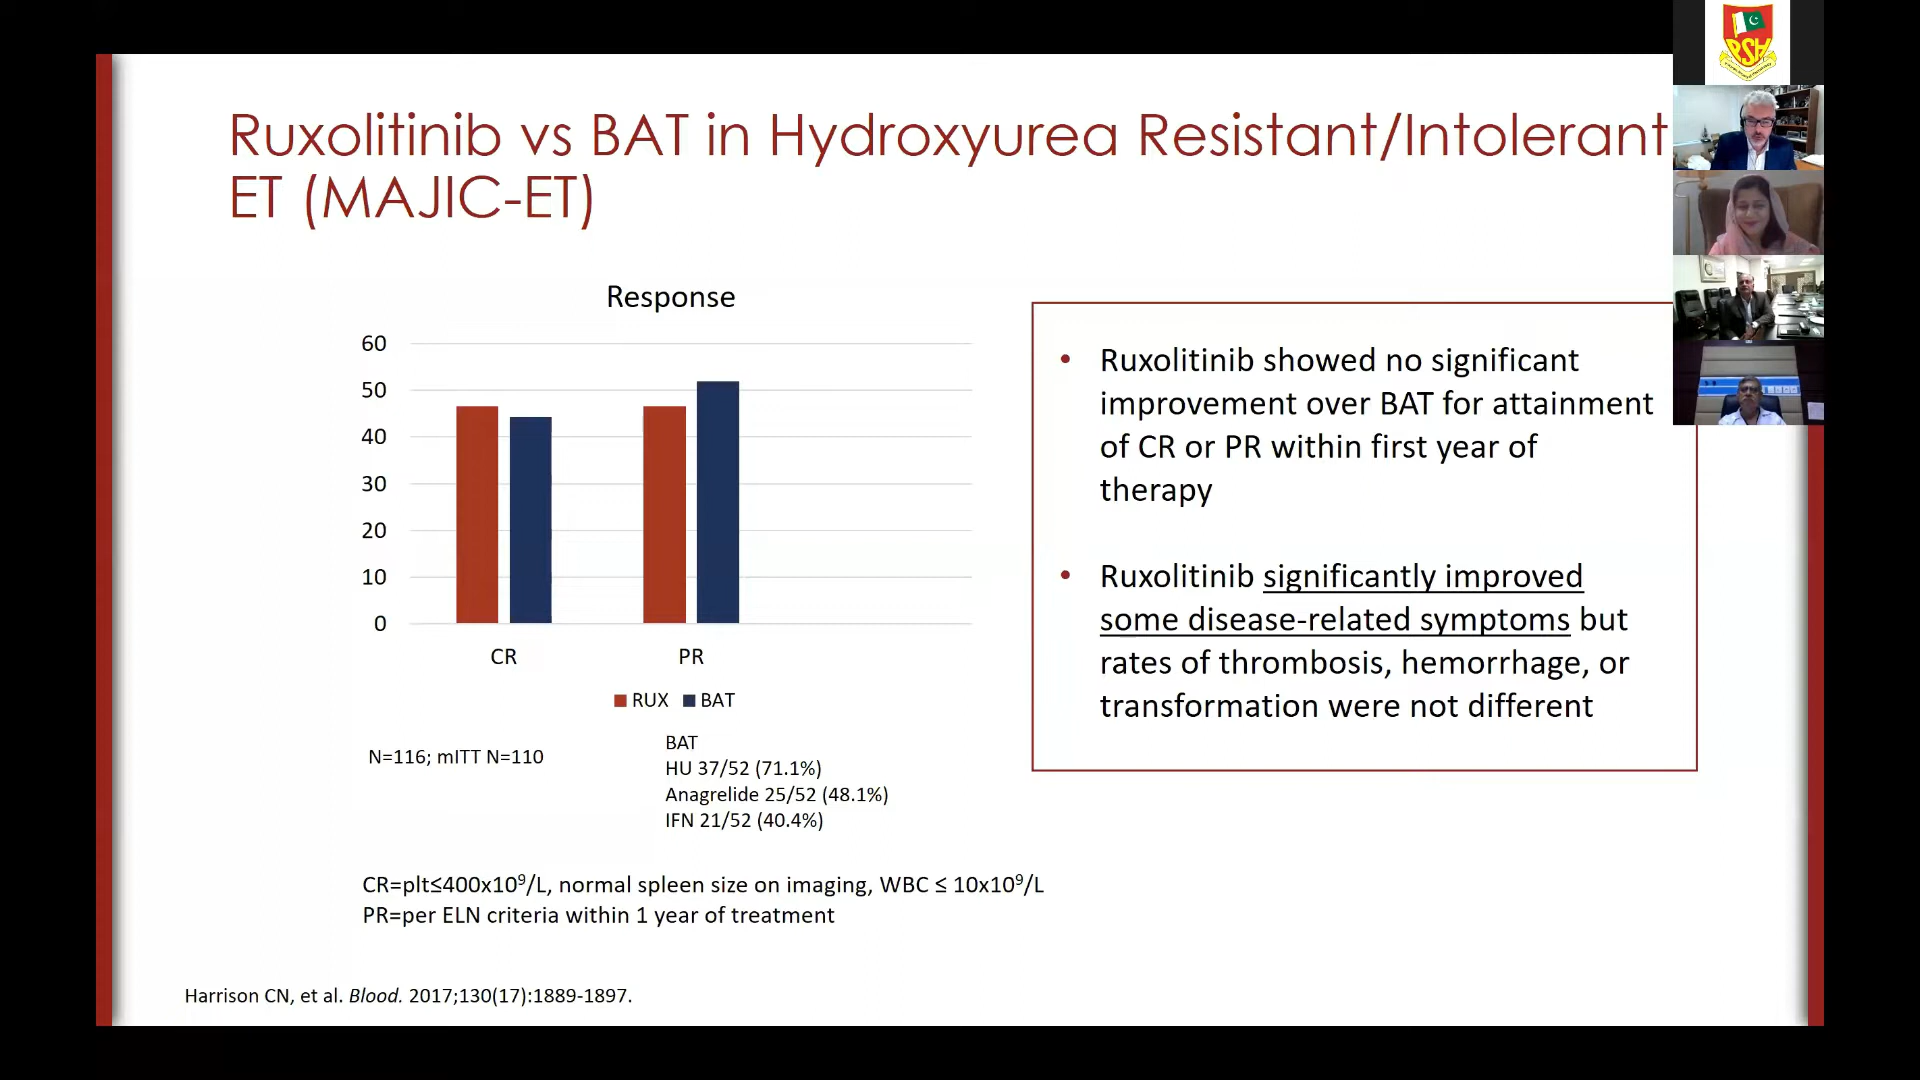 Ruxolitinib vs BAT in Hydroxyurea Resistant/Intolerant
ET (MAJIC-ET)
Response
60
50
40
30
20
10
0
CR
PR
RUX
BAT
N=116; mITT N=110
BAT
HU 37/52 (71.1%)
Anagrelide 25/52 (48.1%)
IFN 21/52 (40.4%)
CR=plt≤400x10⁹/L, normal spleen size on imaging, WBC ≤ 10x10⁹/L
PR=per ELN criteria within 1 year of treatment
• Ruxolitinib showed no significant
improvement over BAT for attainment
of CR or PR within first year of
therapy
• Ruxolitinib significantly improved
some disease-related symptoms but
rates of thrombosis, hemorrhage, or
transformation were not different
Harrison CN, et al. Blood. 2017;130(17):1889-1897.
PSH